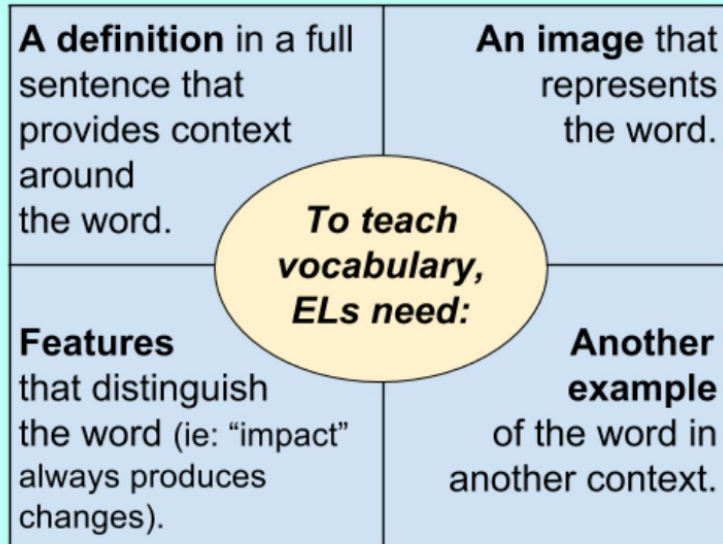 A definition in a full
sentence that
provides context
around
the word.
An image that
represents
the word.
To teach
vocabulary,
ELs need:
Features
that distinguish
the word (ie: “impact”
always produces
changes).
Another
example
of the word in
another context.